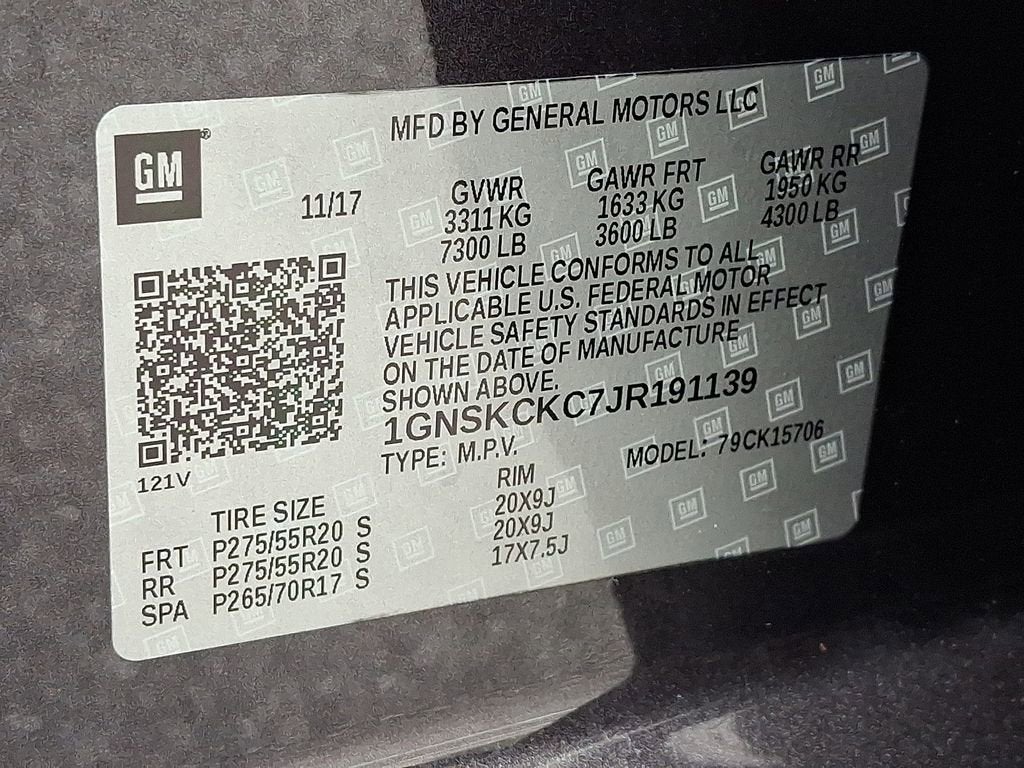 MFD BY GENERAL MOTORS LLC
GM ®
11/17
GVWR GAWR FRT GAWR RR
3311 KG 1633 KG 1950 KG
7300 LB 3600 LB 4300 LB
THIS VEHICLE CONFORMS TO ALL
APPLICABLE U.S. FEDERAL MOTOR
VEHICLE SAFETY STANDARDS IN EFFECT
ON THE DATE OF MANUFACTURE
SHOWN ABOVE.
1GNSKCKC7JR191139
TYPE: M.P.V. MODEL: 79CK15706
121V
TIRE SIZE RIM
FRT P275/55R20 S 20X9J
RR P275/55R20 S 20X9J
SPA P265/70R17 S 17X7.5J